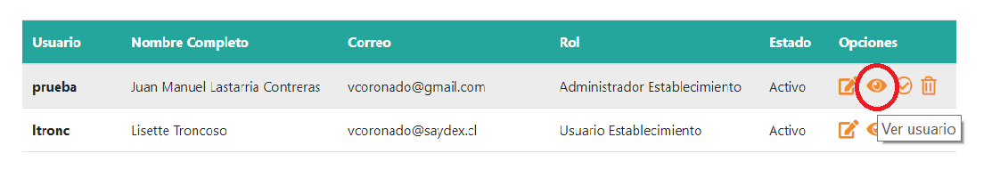 Usuario Nombre Completo Correo Rol Estado Opciones
prueba Juan Manuel Lastarria Contreras vcoronado@gmail.com Administrador Establecimiento Activo
ltronc Lisette Troncoso vcoronado@saydex.cl Usuario Establecimiento Activo
Ver usuario